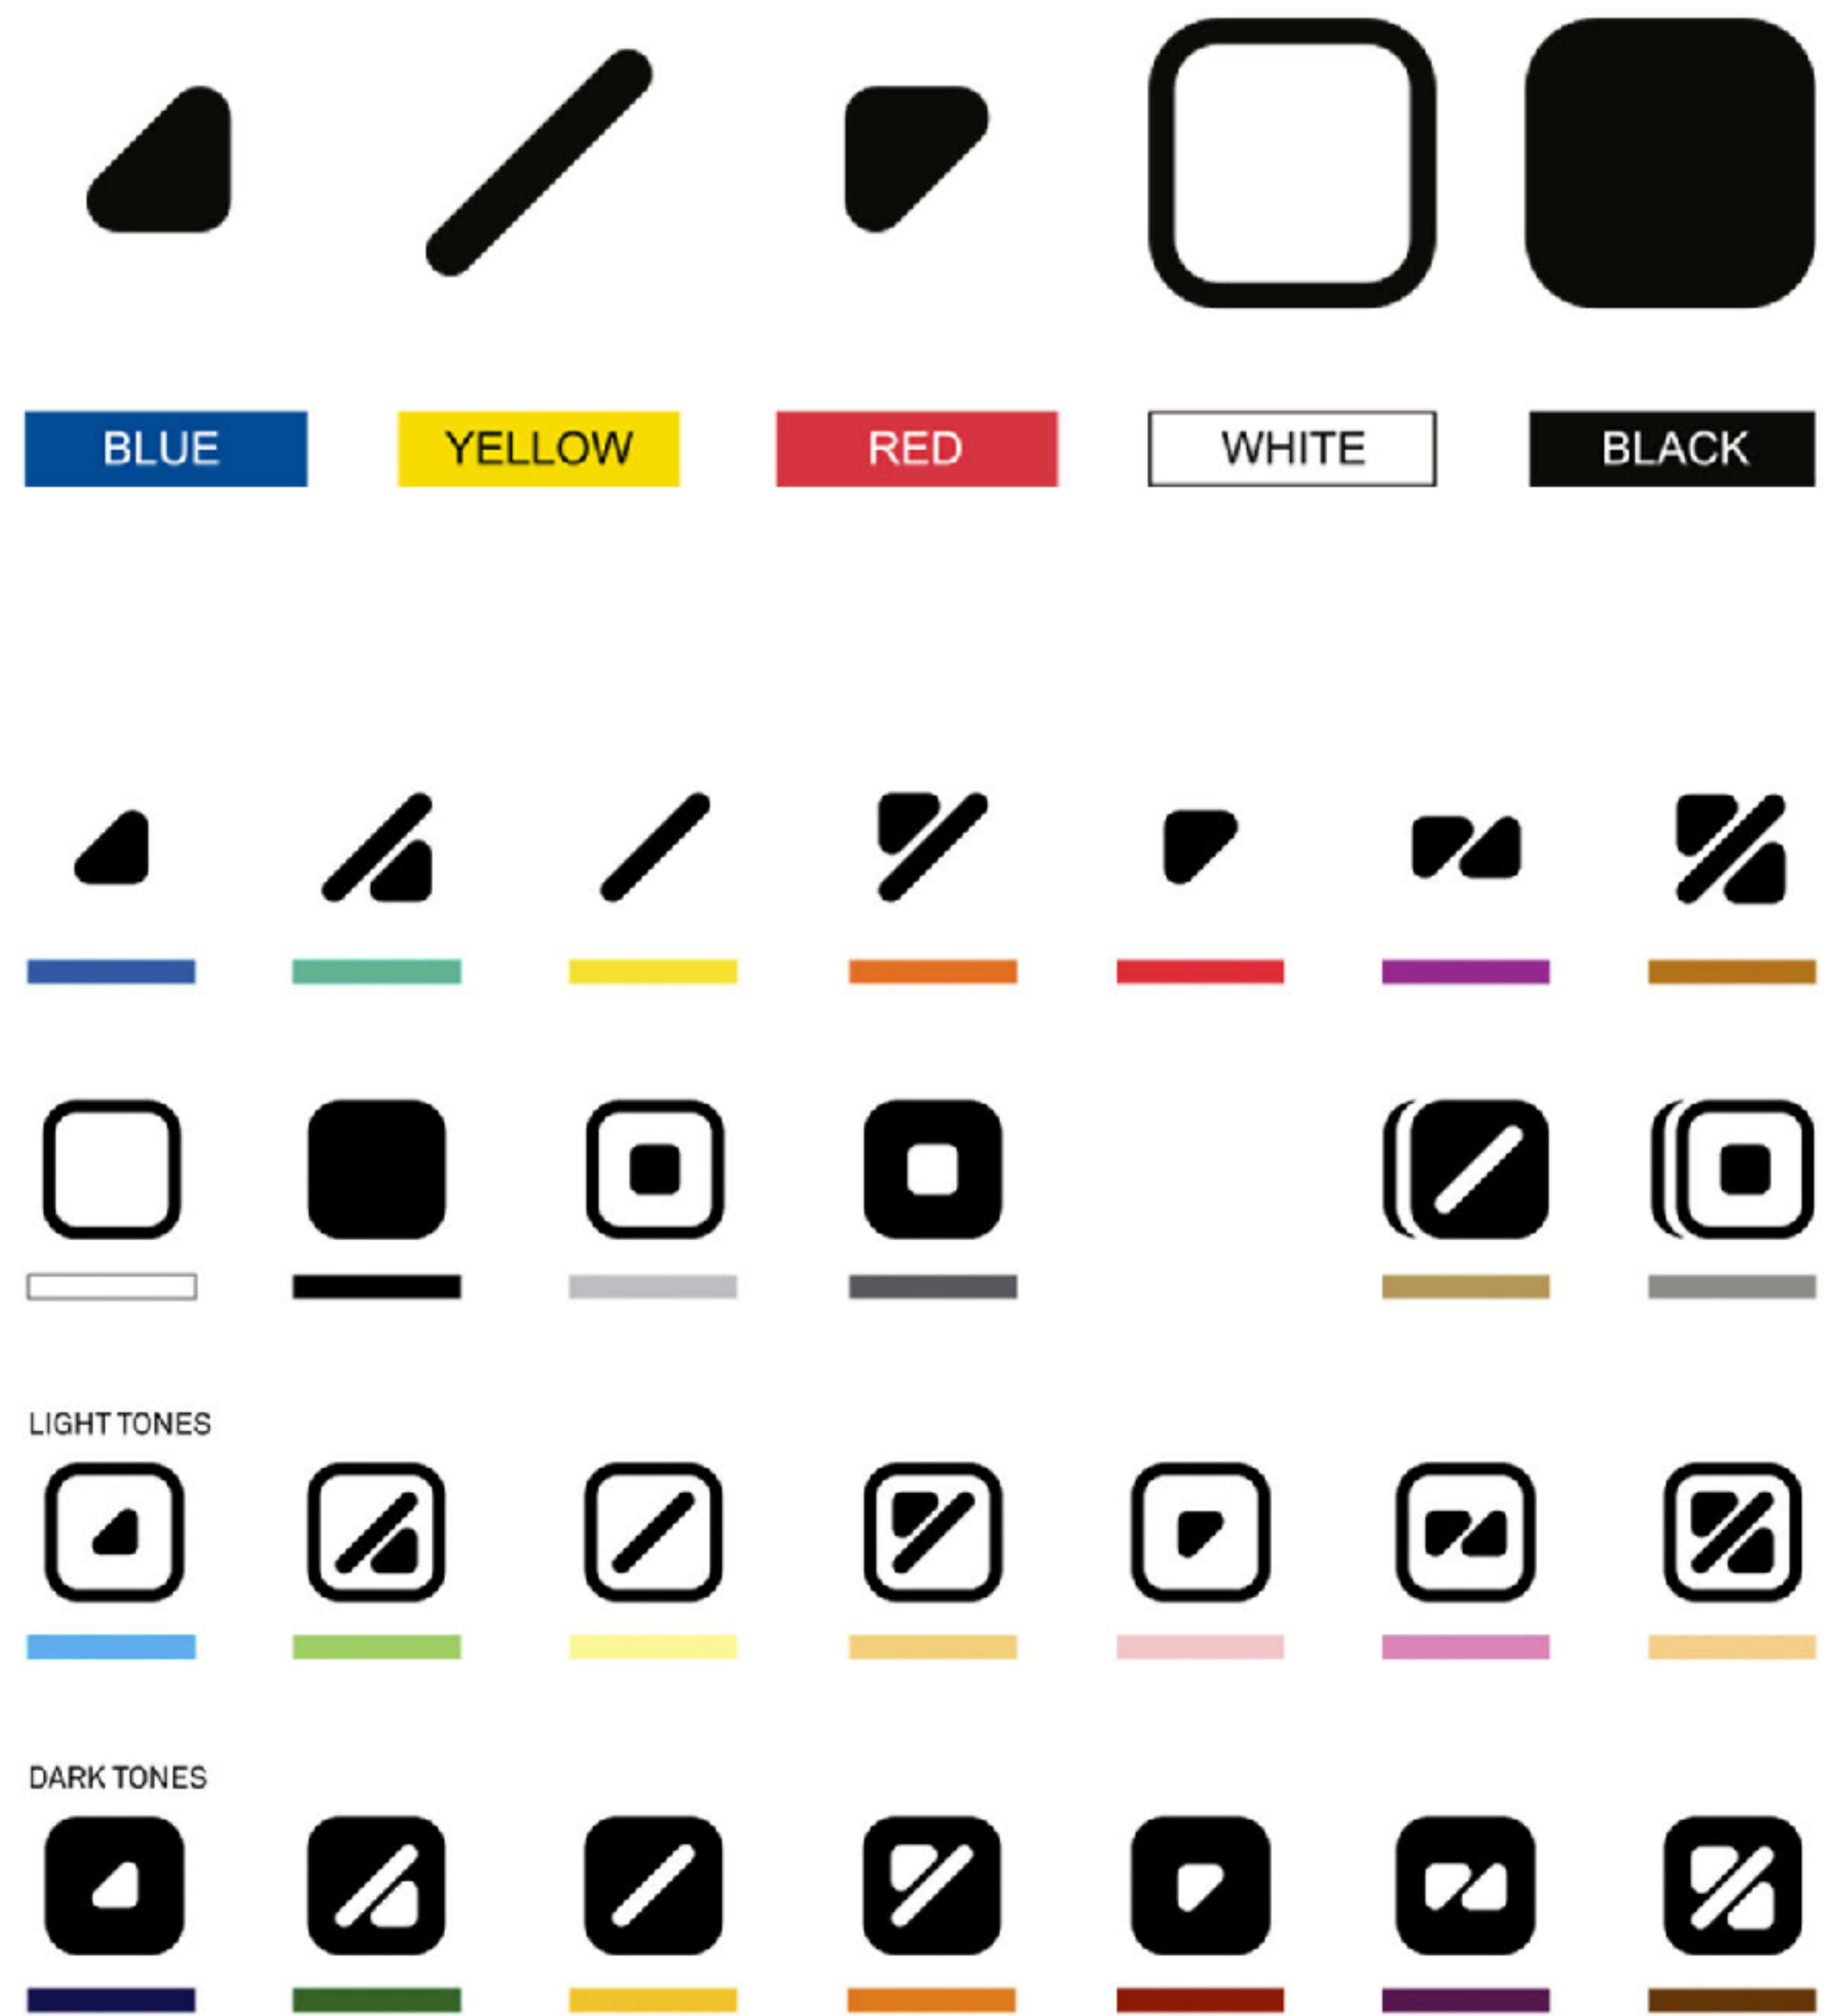 BLUE
YELLOW
RED
WHITE
BLACK
LIGHT TONES
DARK TONES